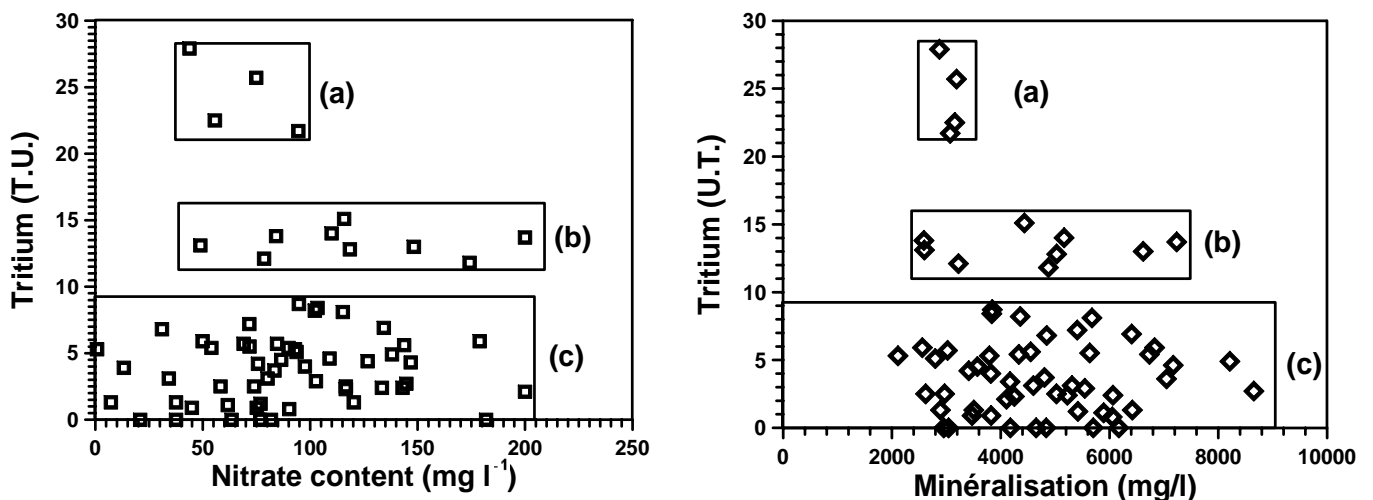 30
25
20
15
10
5
0
Tritium (T.U.)
(a)
(b)
(c)
0 50 100 150 200 250
Nitrate content (mg l⁻¹)
30
25
20
15
10
5
0
Tritium (U.T.)
(a)
(b)
(c)
0 2000 4000 6000 8000 10000
Minéralisation (mg/l)